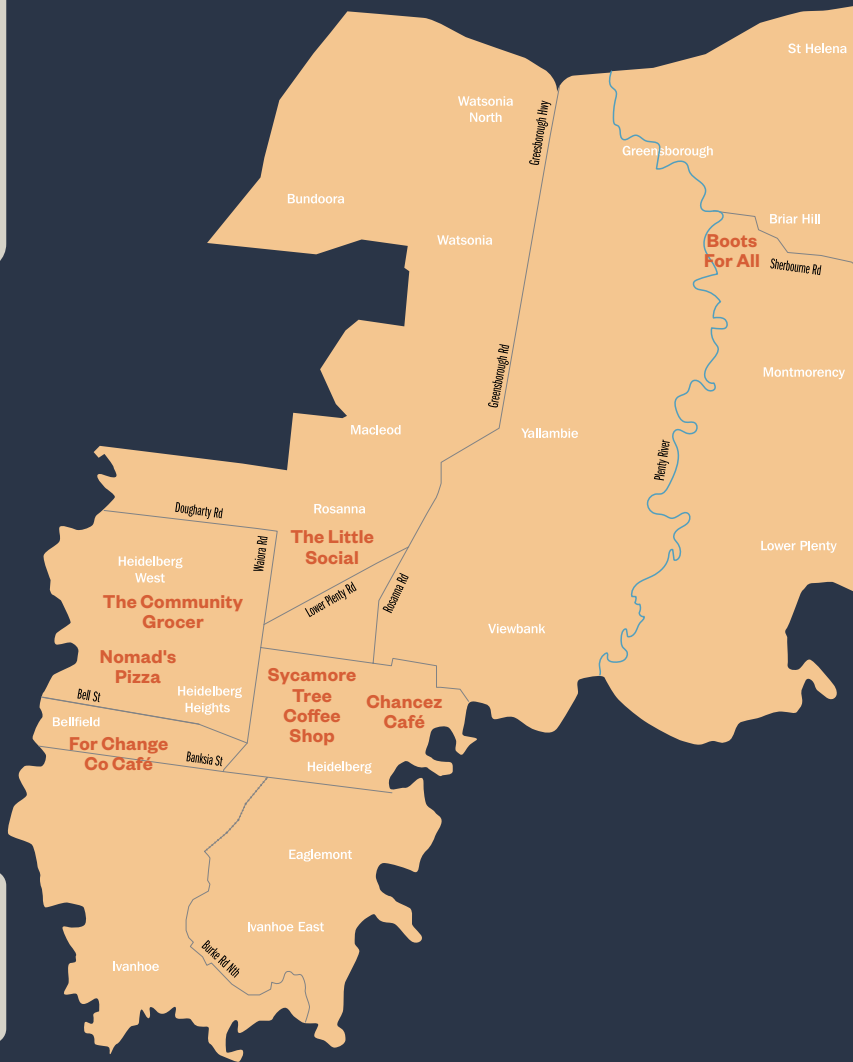 St Helena
Watsonia
North
Greesborough Hwy
Greensborough
Bundoora
Briar Hill
Watsonia
Boots
For All
Sherbourne Rd
Greensborough Rd
Montmorency
Macleod
Yallambie
Plenty River
Rosanna
Dougharty Rd
The Little
Social
Waiora Rd
Lower Plenty
Heidelberg
West
Lower Plenty Rd
Rosanna Rd
The Community
Grocer
Viewbank
Nomad's
Pizza
Sycamore
Tree
Coffee
Shop
Heidelberg
Heights
Chancez
Café
Bell St
Bellfield
For Change
Co Café
Banksia St
Heidelberg
Eaglemont
Ivanhoe East
Burke Rd Nth
Ivanhoe